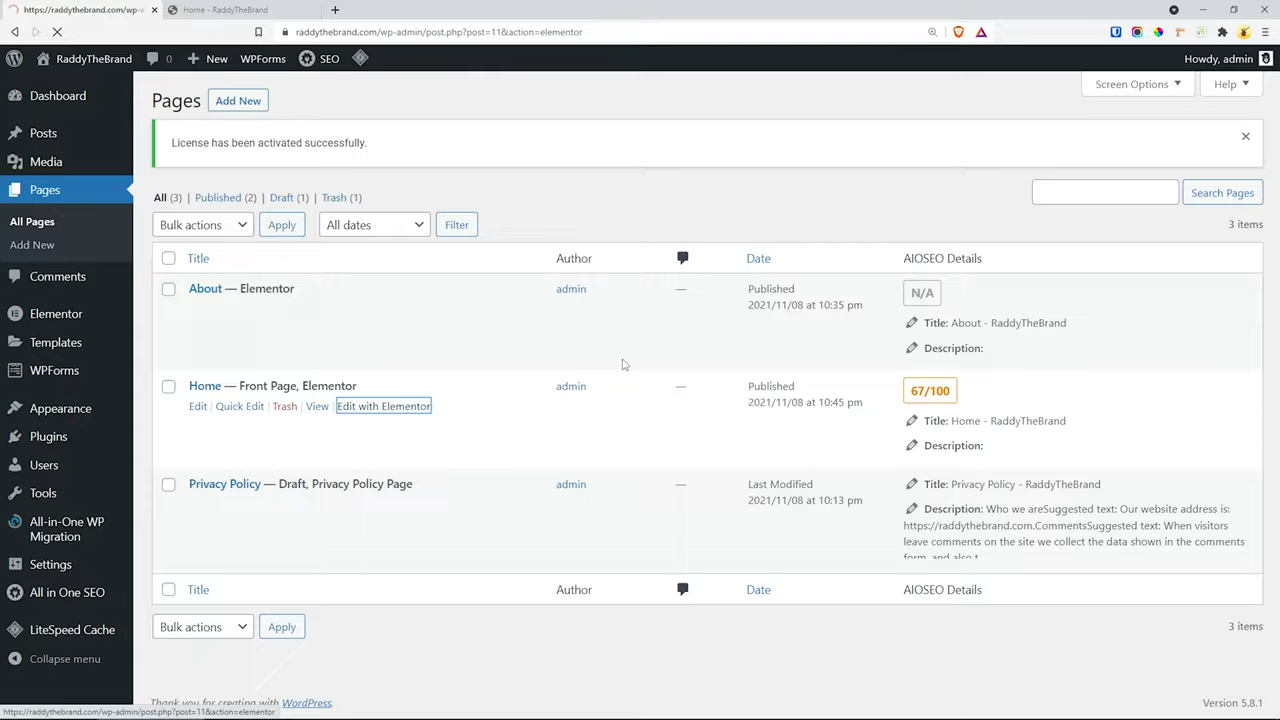 https://raddythebrand.com/wp-a
Home - RaddyTheBrand
raddythebrand.com/wp-admin/post.php?post=11&action=elementor
RaddyTheBrand
0
New
WPForms
SEO
Howdy, admin
Dashboard
Posts
Media
Pages
All Pages
Add New
Comments
Elementor
Templates
WPForms
Appearance
Plugins
Users
Tools
All-in-One WP
Migration
Settings
All in One SEO
LiteSpeed Cache
Collapse menu
Pages
Add New
Screen Options
Help
License has been activated successfully.
All (3) | Published (2) | Draft (1) | Trash (1)
Search Pages
Bulk actions
Apply
All dates
Filter
3 items
Title
Author
Date
AIOSEO Details
About — Elementor
admin
—
Published
2021/11/08 at 10:35 pm
N/A
Title: About - RaddyTheBrand
Description:
Home — Front Page, Elementor
Edit | Quick Edit | Trash | View | Edit with Elementor
admin
—
Published
2021/11/08 at 10:45 pm
67/100
Title: Home - RaddyTheBrand
Description:
Privacy Policy — Draft, Privacy Policy Page
admin
—
Last Modified
2021/11/08 at 10:13 pm
Title: Privacy Policy - RaddyTheBrand
Description: Who we areSuggested text: Our website address is:
https://raddythebrand.com.CommentsSuggested text: When visitors
leave comments on the site we collect the data shown in the comments
form, and also t
Title
Author
Date
AIOSEO Details
Bulk actions
Apply
3 items
Thank you for creating with WordPress.
Version 5.8.1
https://raddythebrand.com/wp-admin/post.php?post=11&action=elementor